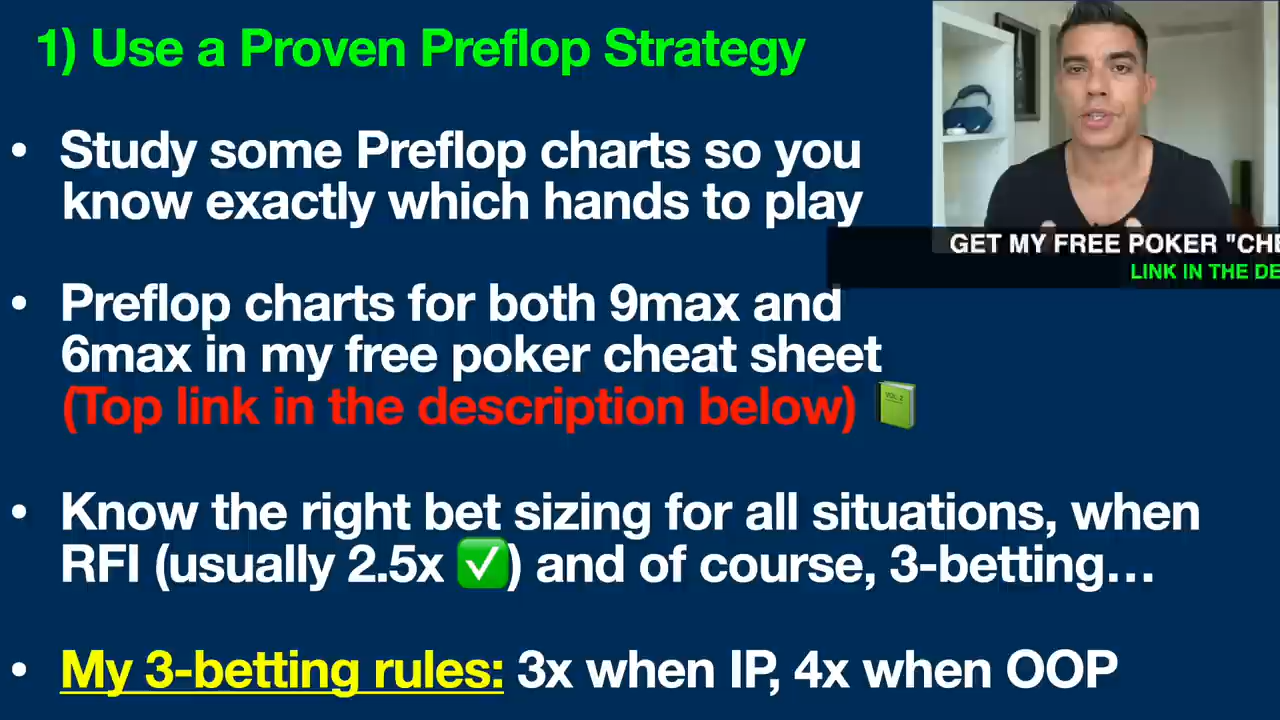 1) Use a Proven Preflop Strategy
• Study some Preflop charts so you
know exactly which hands to play
GET MY FREE POKER "CHE
LINK IN THE DE
• Preflop charts for both 9max and
6max in my free poker cheat sheet
(Top link in the description below) 📗
• Know the right bet sizing for all situations, when
RFI (usually 2.5x ✅) and of course, 3-betting…
• My 3-betting rules: 3x when IP, 4x when OOP